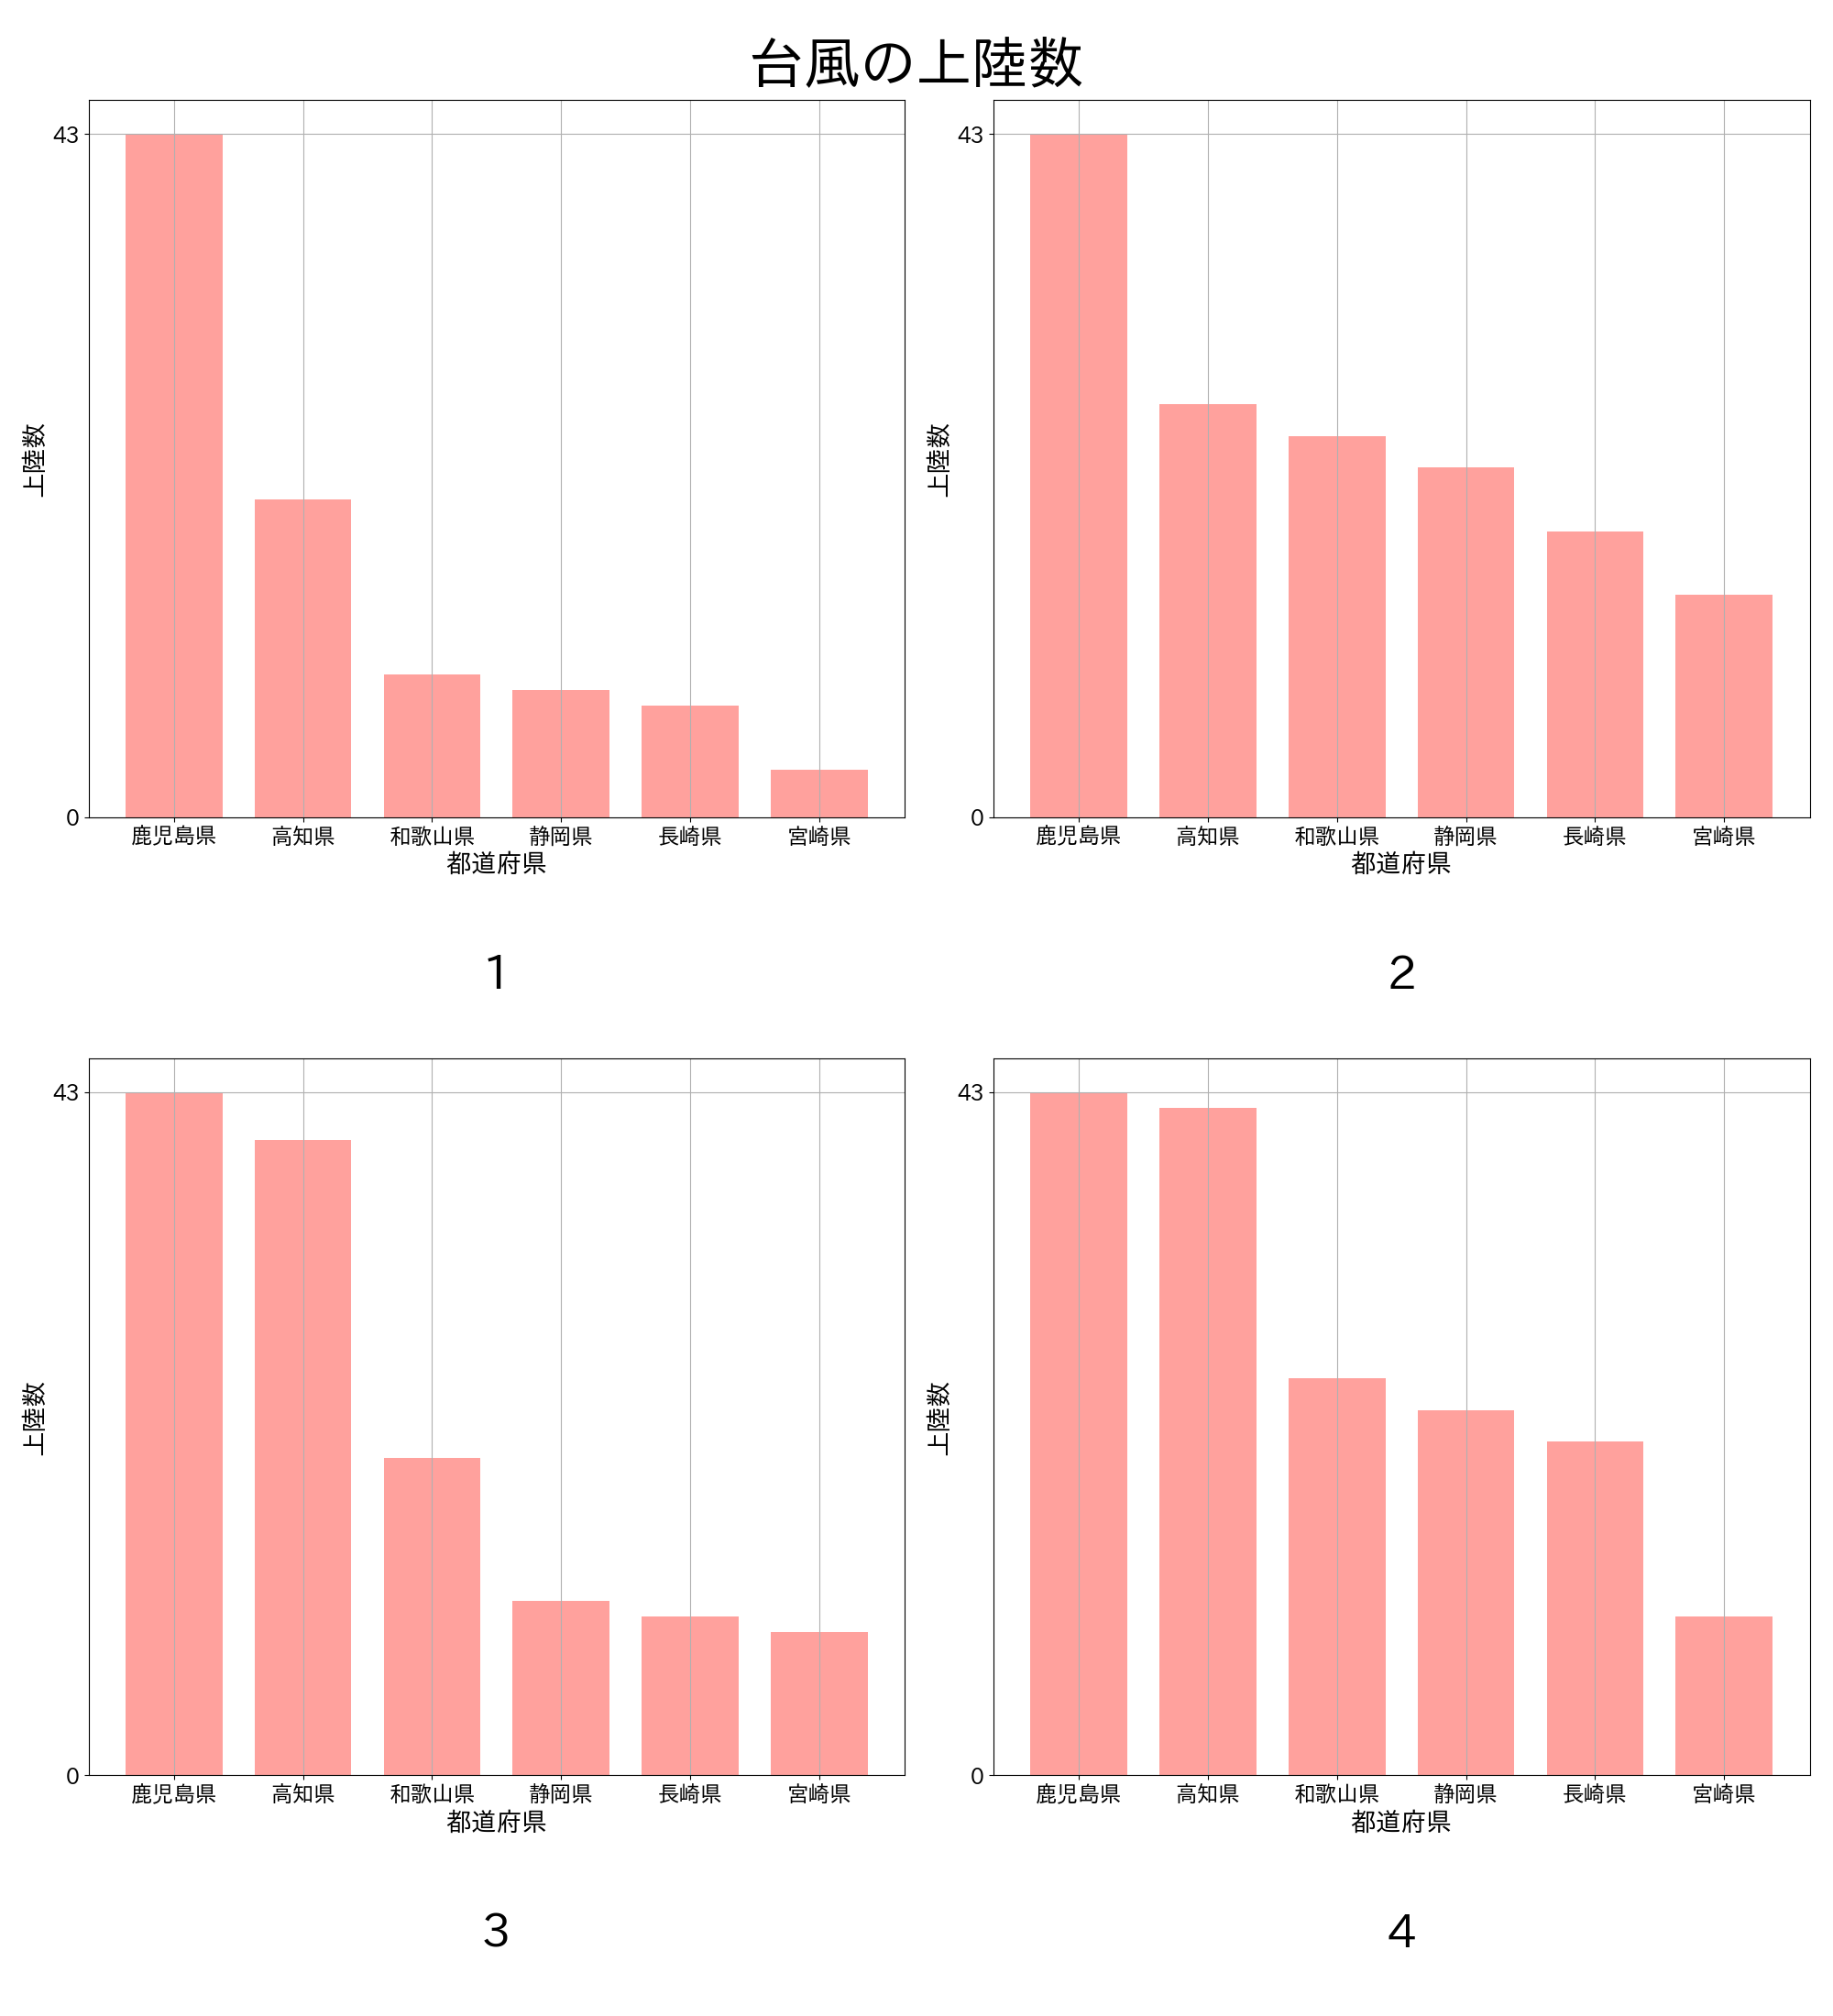 台風の上陸数
43
0
上陸数
鹿児島県 高知県 和歌山県 静岡県 長崎県 宮崎県
都道府県
1
43
0
上陸数
鹿児島県 高知県 和歌山県 静岡県 長崎県 宮崎県
都道府県
2
43
0
上陸数
鹿児島県 高知県 和歌山県 静岡県 長崎県 宮崎県
都道府県
3
43
0
上陸数
鹿児島県 高知県 和歌山県 静岡県 長崎県 宮崎県
都道府県
4